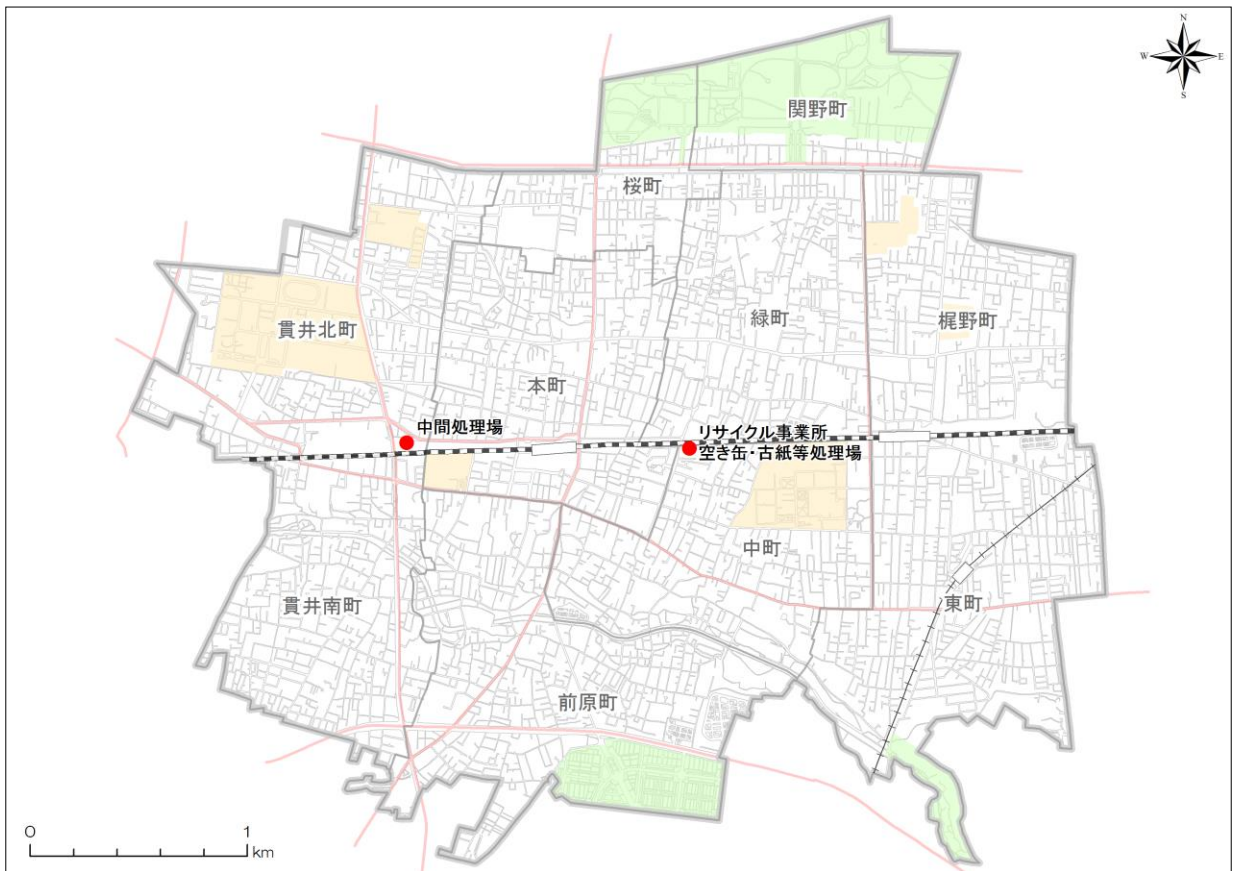 N
W
E
S
関野町
桜町
緑町
貫井北町
梶野町
本町
中間処理場
リサイクル事業所
空き缶・古紙等処理場
中町
貫井南町
東町
前原町
0
1
km